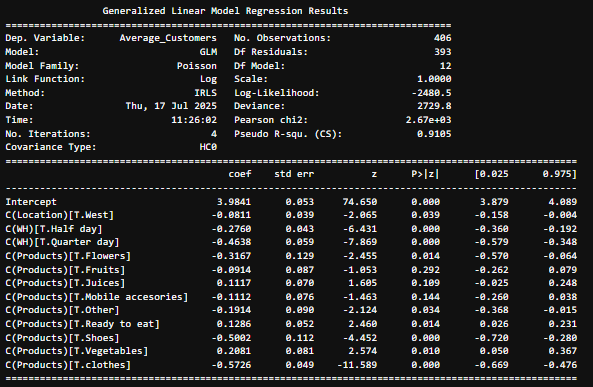 Generalized Linear Model Regression Results
==============================================================================
Dep. Variable: Average_Customers No. Observations: 406
Model: GLM Df Residuals: 393
Model Family: Poisson Df Model: 12
Link Function: Log Scale: 1.0000
Method: IRLS Log-Likelihood: -2480.5
Date: Thu, 17 Jul 2025 Deviance: 2729.8
Time: 11:26:02 Pearson chi2: 2.67e+03
No. Iterations: 4 Pseudo R-squ. (CS): 0.9105
Covariance Type: HC0
==================================================================================================
coef std err z P>|z| [0.025 0.975]
--------------------------------------------------------------------------------------------------
Intercept 3.9841 0.053 74.650 0.000 3.879 4.089
C(Location)[T.West] -0.0811 0.039 -2.065 0.039 -0.158 -0.004
C(WH)[T.Half day] -0.2760 0.043 -6.431 0.000 -0.360 -0.192
C(WH)[T.Quarter day] -0.4638 0.059 -7.869 0.000 -0.579 -0.348
C(Products)[T.Flowers] -0.3167 0.129 -2.455 0.014 -0.570 -0.064
C(Products)[T.Fruits] -0.0914 0.087 -1.053 0.292 -0.262 0.079
C(Products)[T.Juices] 0.1117 0.070 1.605 0.109 -0.025 0.248
C(Products)[T.Mobile accesories] -0.1112 0.076 -1.463 0.144 -0.260 0.038
C(Products)[T.Other] -0.1914 0.090 -2.124 0.034 -0.368 -0.015
C(Products)[T.Ready to eat] 0.1286 0.052 2.460 0.014 0.026 0.231
C(Products)[T.Shoes] -0.5002 0.112 -4.452 0.000 -0.720 -0.280
C(Products)[T.Vegetables] 0.2081 0.081 2.574 0.010 0.050 0.367
C(Products)[T.clothes] -0.5726 0.049 -11.589 0.000 -0.669 -0.476
==================================================================================================